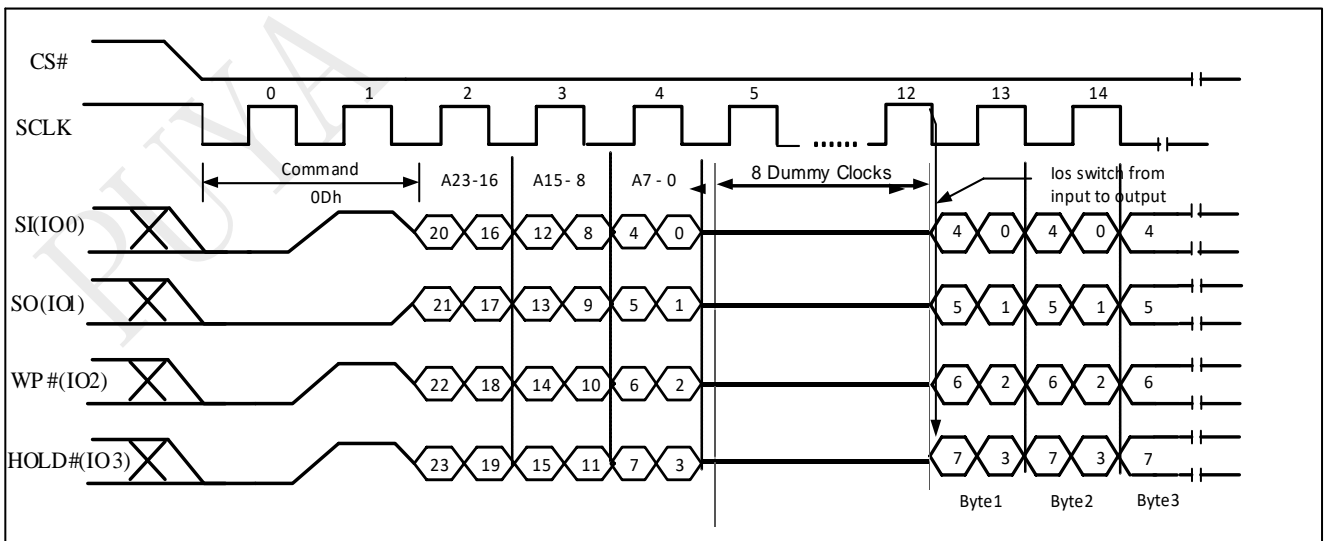 PUYA
CS#
0 1 2 3 4 5 12 13 14
SCLK
Command A23-16 A15-8 A7-0 8 Dummy Clocks Ios switch from
0Dh input to output
SI(IO0) 20 16 12 8 4 0 4 0 4 0 4
SO(IO1) 21 17 13 9 5 1 5 1 5 1 5
WP#(IO2) 22 18 14 10 6 2 6 2 6 2 6
HOLD#(IO3) 23 19 15 11 7 3 7 3 7 3 7
Byte1 Byte2 Byte3